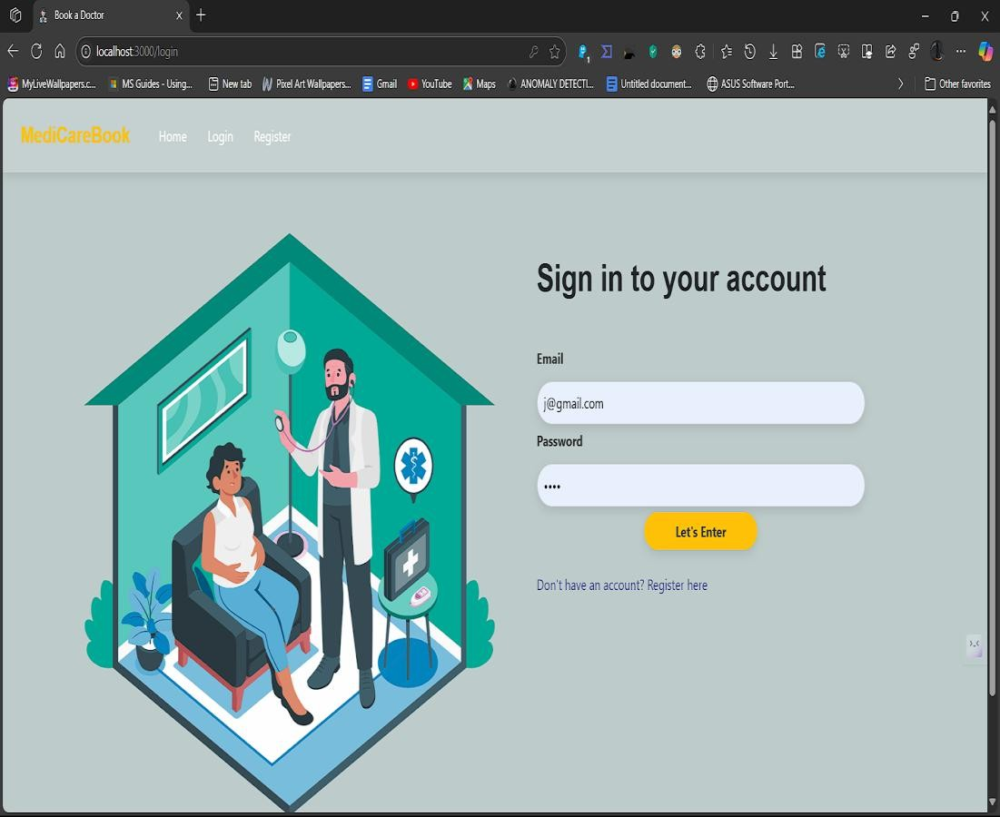 Book a Doctor
localhost:3000/login
1
MyLiveWallpapers.c... MS Guides - Using... New tab Pixel Art Wallpapers... Gmail YouTube Maps ANOMALY DETECTI... Untitled document... ASUS Software Port... Other favorites
MediCareBook Home Login Register
Sign in to your account
Email
j@gmail.com
Password
••••
Let's Enter
Don't have an account? Register here